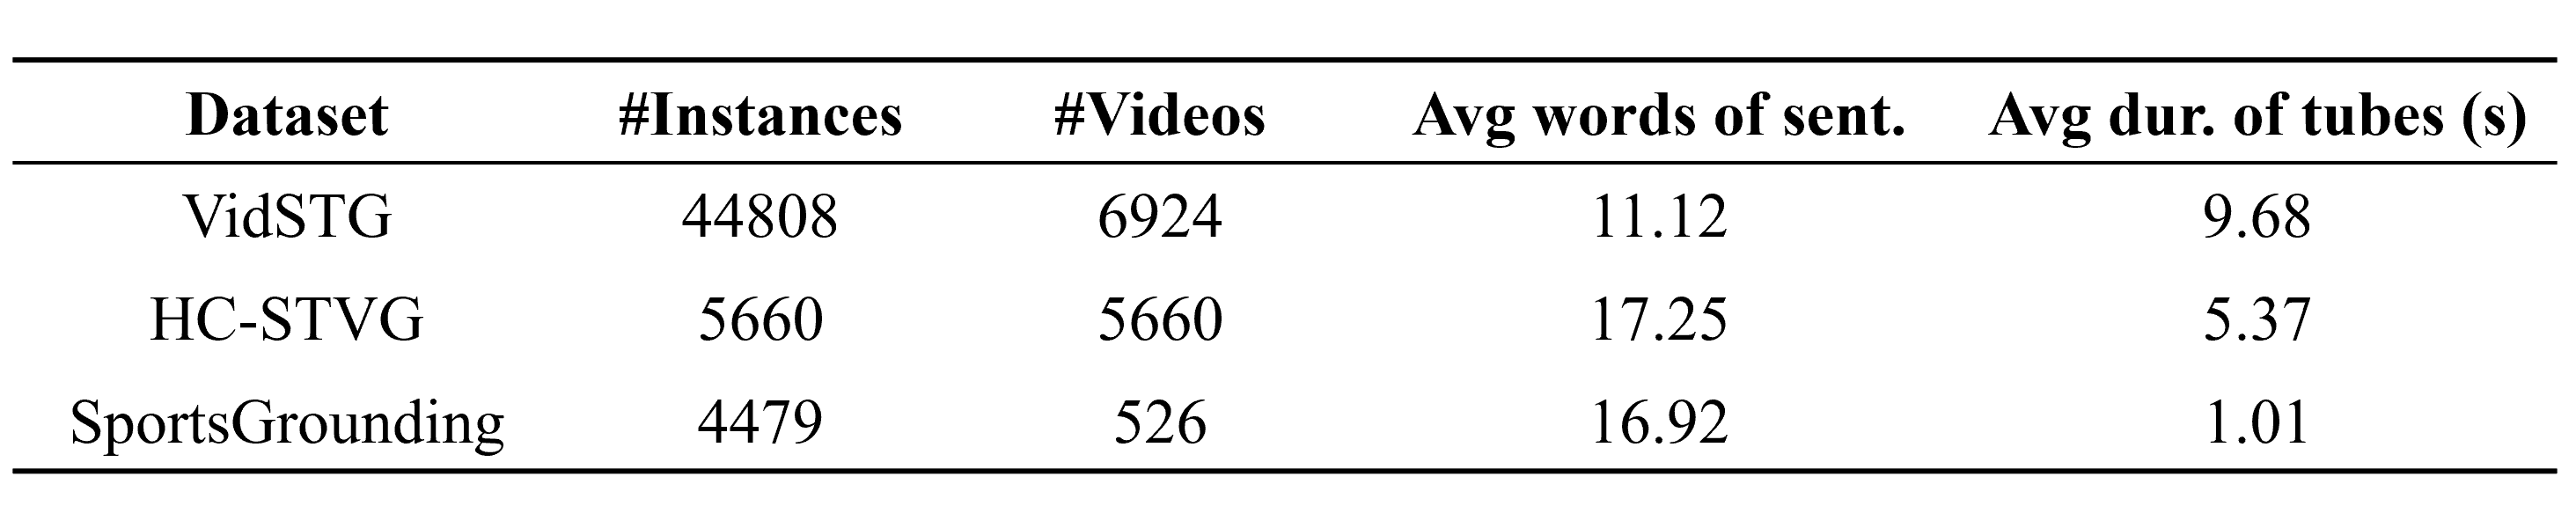 Dataset #Instances #Videos Avg words of sent. Avg dur. of tubes (s)
VidSTG 44808 6924 11.12 9.68
HC-STVG 5660 5660 17.25 5.37
SportsGrounding 4479 526 16.92 1.01